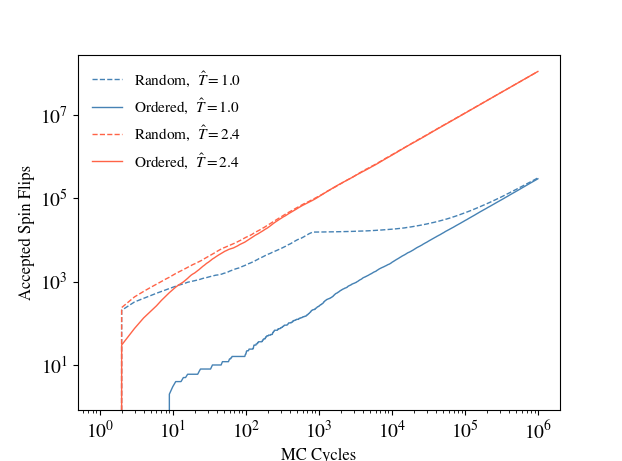 Random, T̂ = 1.0
Ordered, T̂ = 1.0
Random, T̂ = 2.4
Ordered, T̂ = 2.4
Accepted Spin Flips
10⁷
10⁵
10³
10¹
10⁰ 10¹ 10² 10³ 10⁴ 10⁵ 10⁶
MC Cycles